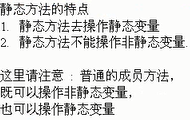 静态方法的特点
1. 静态方法去操作静态变量
2. 静态方法不能操作非静态变量.
这里请注意：普通的成员方法，
既可以操作非静态变量,
也可以操作静态变量